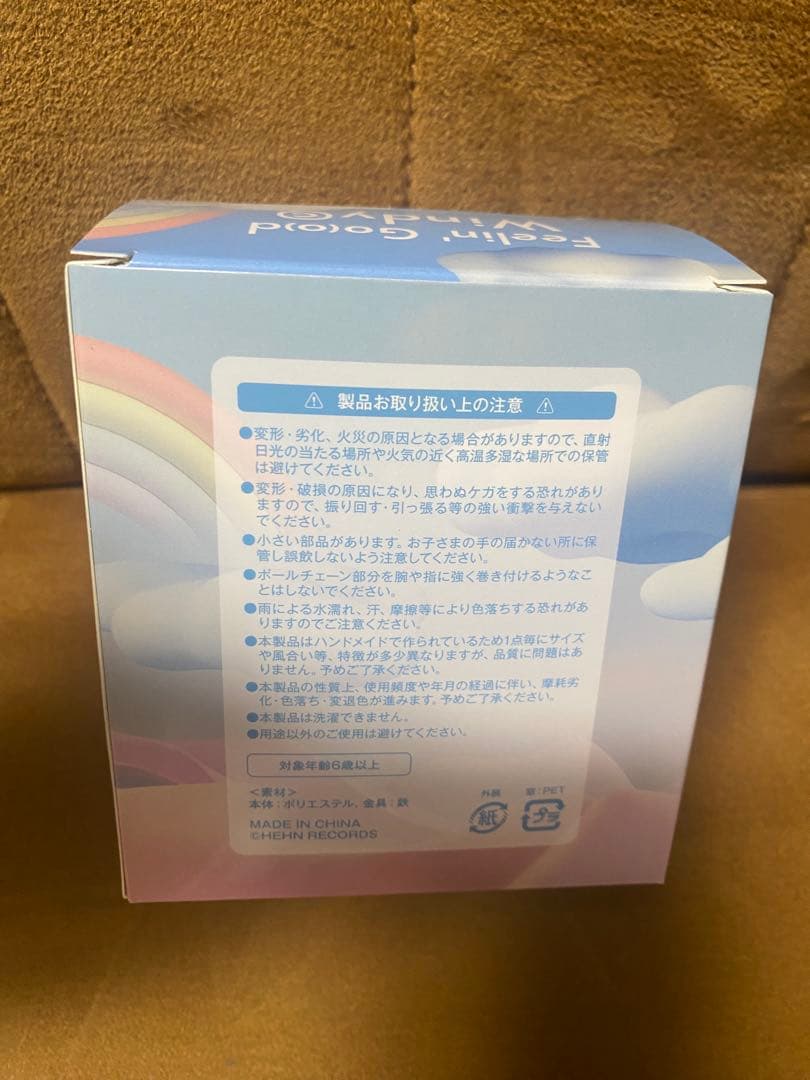 Feelin' Go(o)d
Windy☺
⚠ 製品お取り扱い上の注意 ⚠
●変形・劣化、火災の原因となる場合がありますので、直射
日光の当たる場所や火気の近く高温多湿な場所での保管
は避けてください。
●変形・破損の原因になり、思わぬケガをする恐れがあり
ますので、振り回す・引っ張る等の強い衝撃を与えない
でください。
●小さい部品があります。お子さまの手の届かない所に保
管し誤飲しないよう注意してください。
●ボールチェーン部分を腕や指に強く巻き付けるようなこ
とはしないでください。
●雨による水濡れ、汗、摩擦等により色落ちする恐れがあ
りますのでご注意ください。
●本製品はハンドメイドで作られているため1点毎にサイズ
や風合い等、特徴が多少異なりますが、品質に問題はあ
りません。予めご了承ください。
●本製品の性質上、使用頻度や年月の経過に伴い、摩耗劣
化・色落ち・変退色が進みます。予めご了承ください。
●本製品は洗濯できません。
●用途以外のご使用は避けてください。
対象年齢6歳以上
＜素材＞
本体：ポリエステル、金具：鉄
MADE IN CHINA
©HEHN RECORDS
外装
紙
窓：PET
プラ